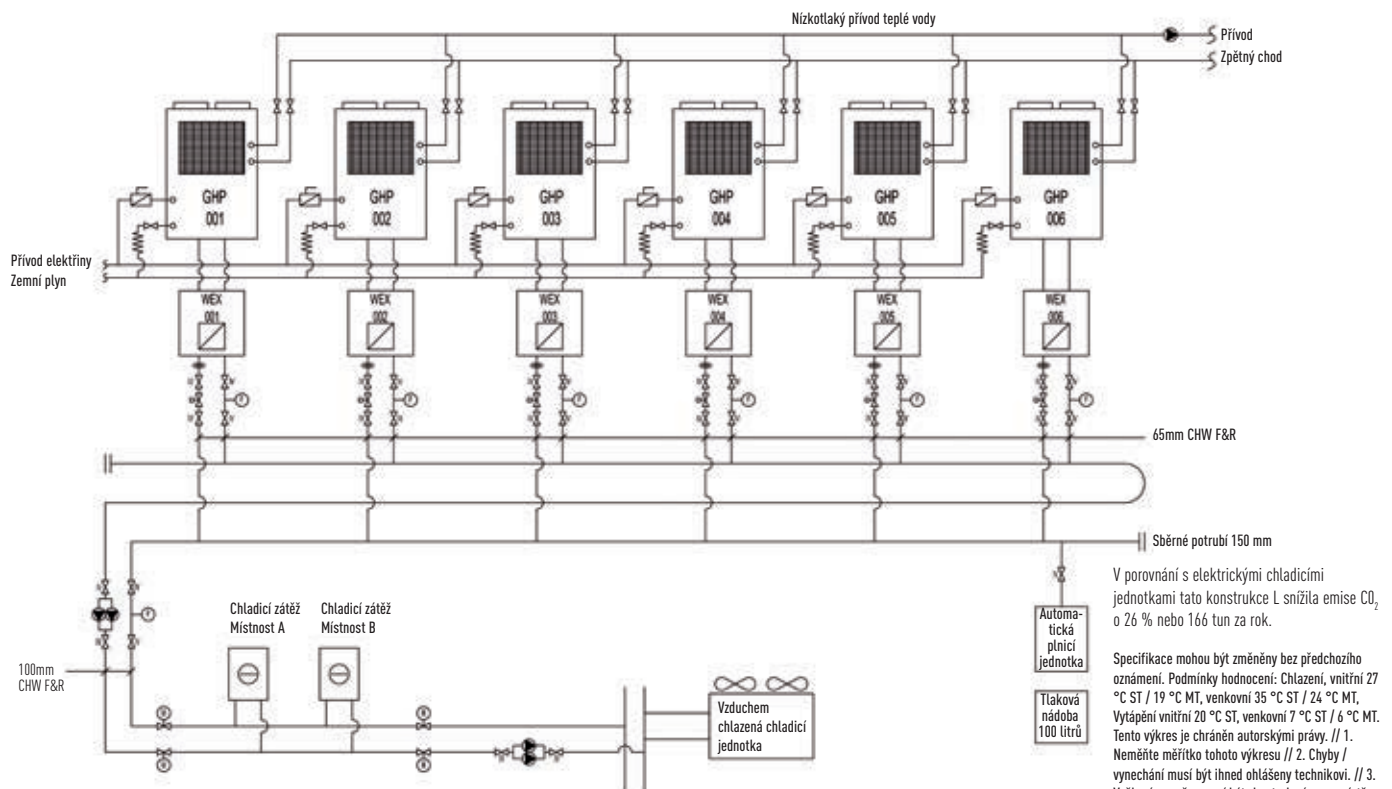 Nízkotlaký přívod teplé vody
Přívod
Zpětný chod
GHP
001
GHP
002
GHP
003
GHP
004
GHP
005
GHP
006
Přívod elektřiny
Zemní plyn
WEX
001
WEX
002
WEX
003
WEX
004
WEX
005
WEX
006
65mm CHW F&R
Sběrné potrubí 150 mm
Chladicí zátěž
Místnost A
Chladicí zátěž
Místnost B
100mm
CHW F&R
Vzduchem
chlazená chladicí
jednotka
Automa-
tická
plnicí
jednotka
Tlaková
nádoba
100 litrů
V porovnání s elektrickými chladicími
jednotkami tato konstrukce L snížila emise CO₂
o 26 % nebo 166 tun za rok.
Specifikace mohou být změněny bez předchozího
oznámení. Podmínky hodnocení: Chlazení, vnitřní 27
°C ST / 19 °C MT, venkovní 35 °C ST / 24 °C MT,
Vytápění vnitřní 20 °C ST, venkovní 7 °C ST / 6 °C MT.
Tento výkres je chráněn autorskými právy. // 1.
Neměňte měřítko tohoto výkresu // 2. Chyby /
vynechání musí být ihned ohlášeny technikovi. // 3.